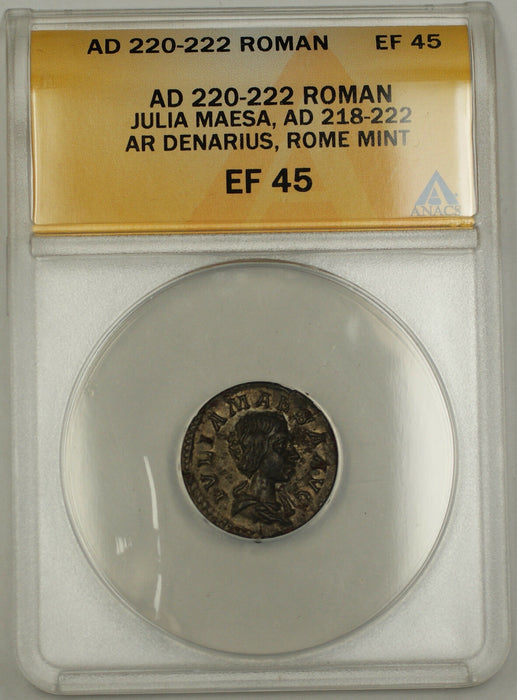 AD 220-222 ROMAN EF 45
AD 220-222 ROMAN
JULIA MAESA, AD 218-222
AR DENARIUS, ROME MINT
EF 45
ANACS
IVLIA MAESA AVG